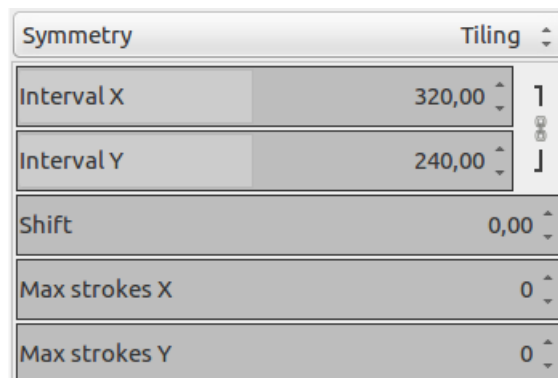 Symmetry Tiling
Interval X 320,00
Interval Y 240,00
Shift 0,00
Max strokes X 0
Max strokes Y 0